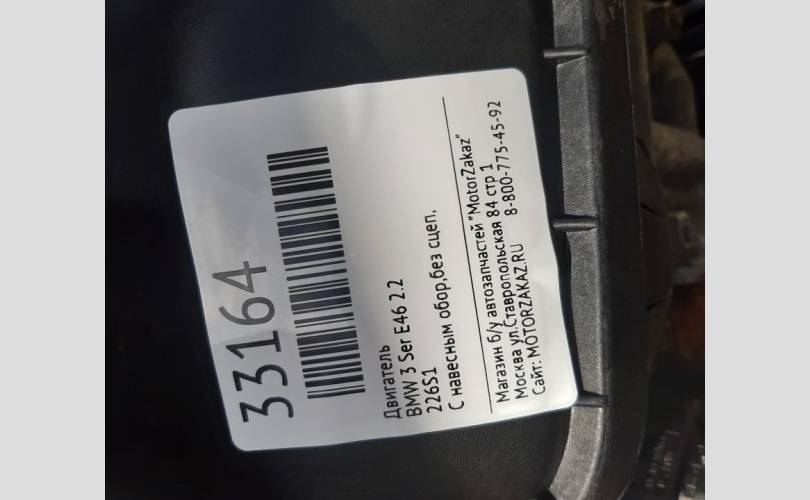 33164
Двигатель
BMW 3 Ser E46 2.2
226S1
С навесным обор,без сцеп,
Магазин б/у автозапчастей "MotorZakaz"
Москва ул.Ставропольская 84 стр 1
Сайт: MOTORZAKAZ.RU 8-800-775-45-92